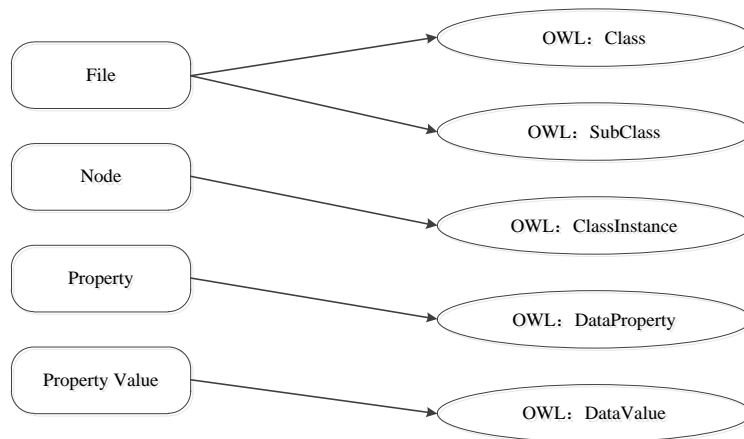 File
OWL：Class
OWL：SubClass
Node
OWL：ClassInstance
Property
OWL：DataProperty
Property Value
OWL：DataValue